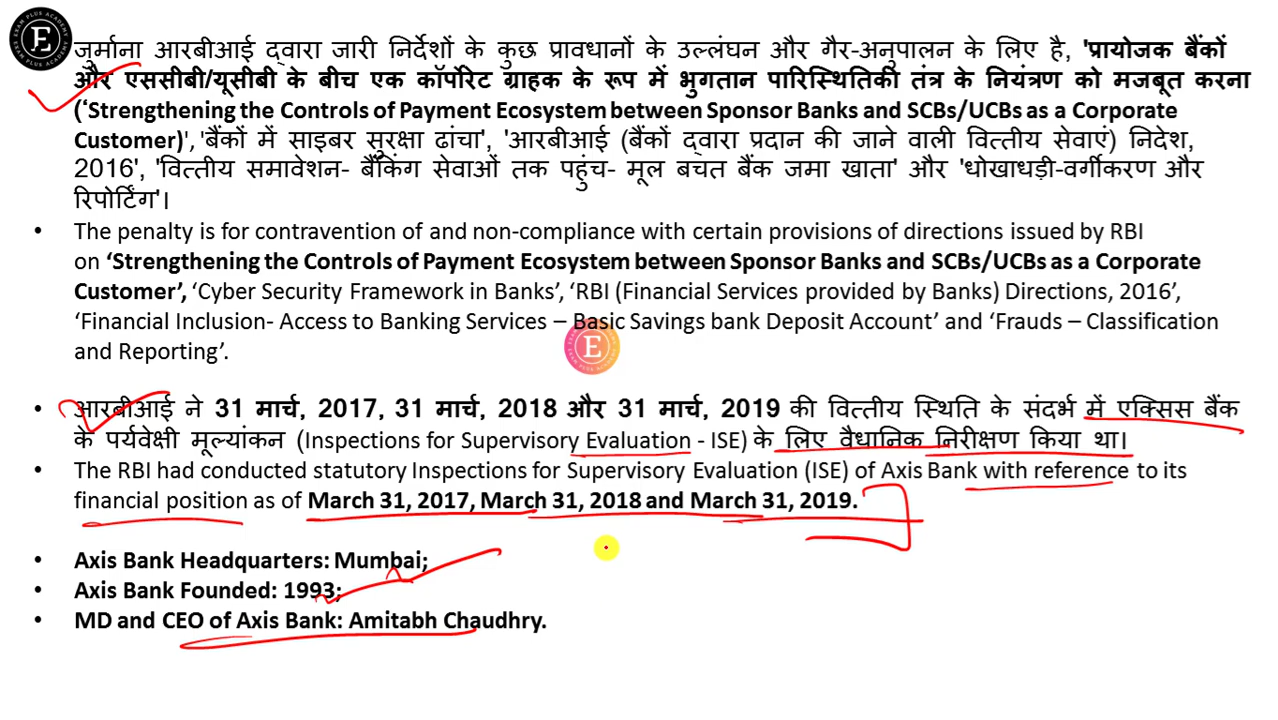 EXAM PLUS ACADEMY
E
जुर्माना आरबीआई द्वारा जारी निर्देशों के कुछ प्रावधानों के उल्लंघन और गैर-अनुपालन के लिए है, 'प्रायोजक बैंकों
और एससीबी/यूसीबी के बीच एक कॉर्पोरेट ग्राहक के रूप में भुगतान पारिस्थितिकी तंत्र के नियंत्रण को मजबूत करना
('Strengthening the Controls of Payment Ecosystem between Sponsor Banks and SCBs/UCBs as a Corporate
Customer)', 'बैंकों में साइबर सुरक्षा ढांचा', 'आरबीआई (बैंकों द्वारा प्रदान की जाने वाली वित्तीय सेवाएं) निदेश,
2016', 'वित्तीय समावेशन- बैंकिंग सेवाओं तक पहुंच- मूल बचत बैंक जमा खाता' और 'धोखाधड़ी-वर्गीकरण और
रिपोर्टिंग'।
• The penalty is for contravention of and non-compliance with certain provisions of directions issued by RBI
on ‘Strengthening the Controls of Payment Ecosystem between Sponsor Banks and SCBs/UCBs as a Corporate
Customer’, ‘Cyber Security Framework in Banks’, ‘RBI (Financial Services provided by Banks) Directions, 2016’,
‘Financial Inclusion- Access to Banking Services – Basic Savings bank Deposit Account’ and ‘Frauds – Classification
and Reporting’.
E
• आरबीआई ने 31 मार्च, 2017, 31 मार्च, 2018 और 31 मार्च, 2019 की वित्तीय स्थिति के संदर्भ में एक्सिस बैंक
के पर्यवेक्षी मूल्यांकन (Inspections for Supervisory Evaluation - ISE) के लिए वैधानिक निरीक्षण किया था।
• The RBI had conducted statutory Inspections for Supervisory Evaluation (ISE) of Axis Bank with reference to its
financial position as of March 31, 2017, March 31, 2018 and March 31, 2019.
• Axis Bank Headquarters: Mumbai;
• Axis Bank Founded: 1993;
• MD and CEO of Axis Bank: Amitabh Chaudhry.